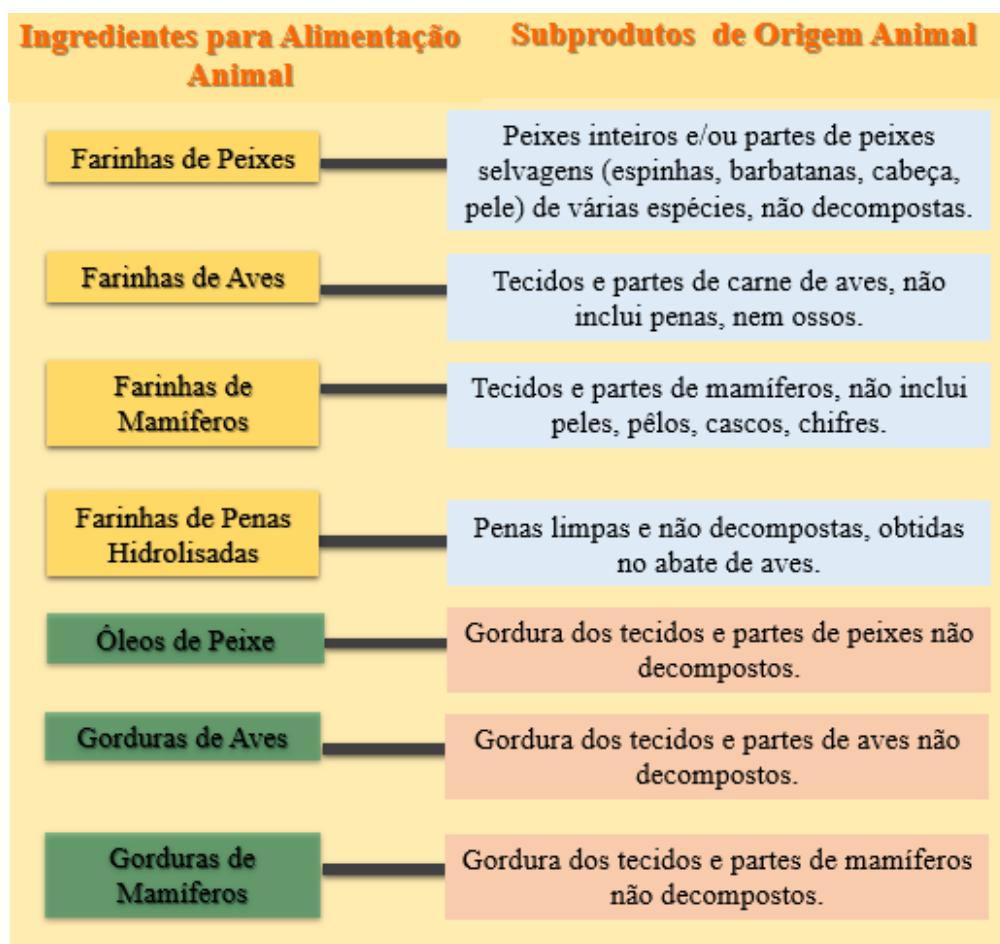 Ingredientes para Alimentação
Animal
Subprodutos de Origem Animal
Farinhas de Peixes
Peixes inteiros e/ou partes de peixes
selvagens (espinhas, barbatanas, cabeça,
pele) de várias espécies, não decompostas.
Farinhas de Aves
Tecidos e partes de carne de aves, não
inclui penas, nem ossos.
Farinhas de
Mamíferos
Tecidos e partes de mamíferos, não inclui
peles, pêlos, cascos, chifres.
Farinhas de Penas
Hidrolisadas
Penas limpas e não decompostas, obtidas
no abate de aves.
Óleos de Peixe
Gordura dos tecidos e partes de peixes não
decompostos.
Gorduras de Aves
Gordura dos tecidos e partes de aves não
decompostos.
Gorduras de
Mamíferos
Gordura dos tecidos e partes de mamíferos
não decompostos.